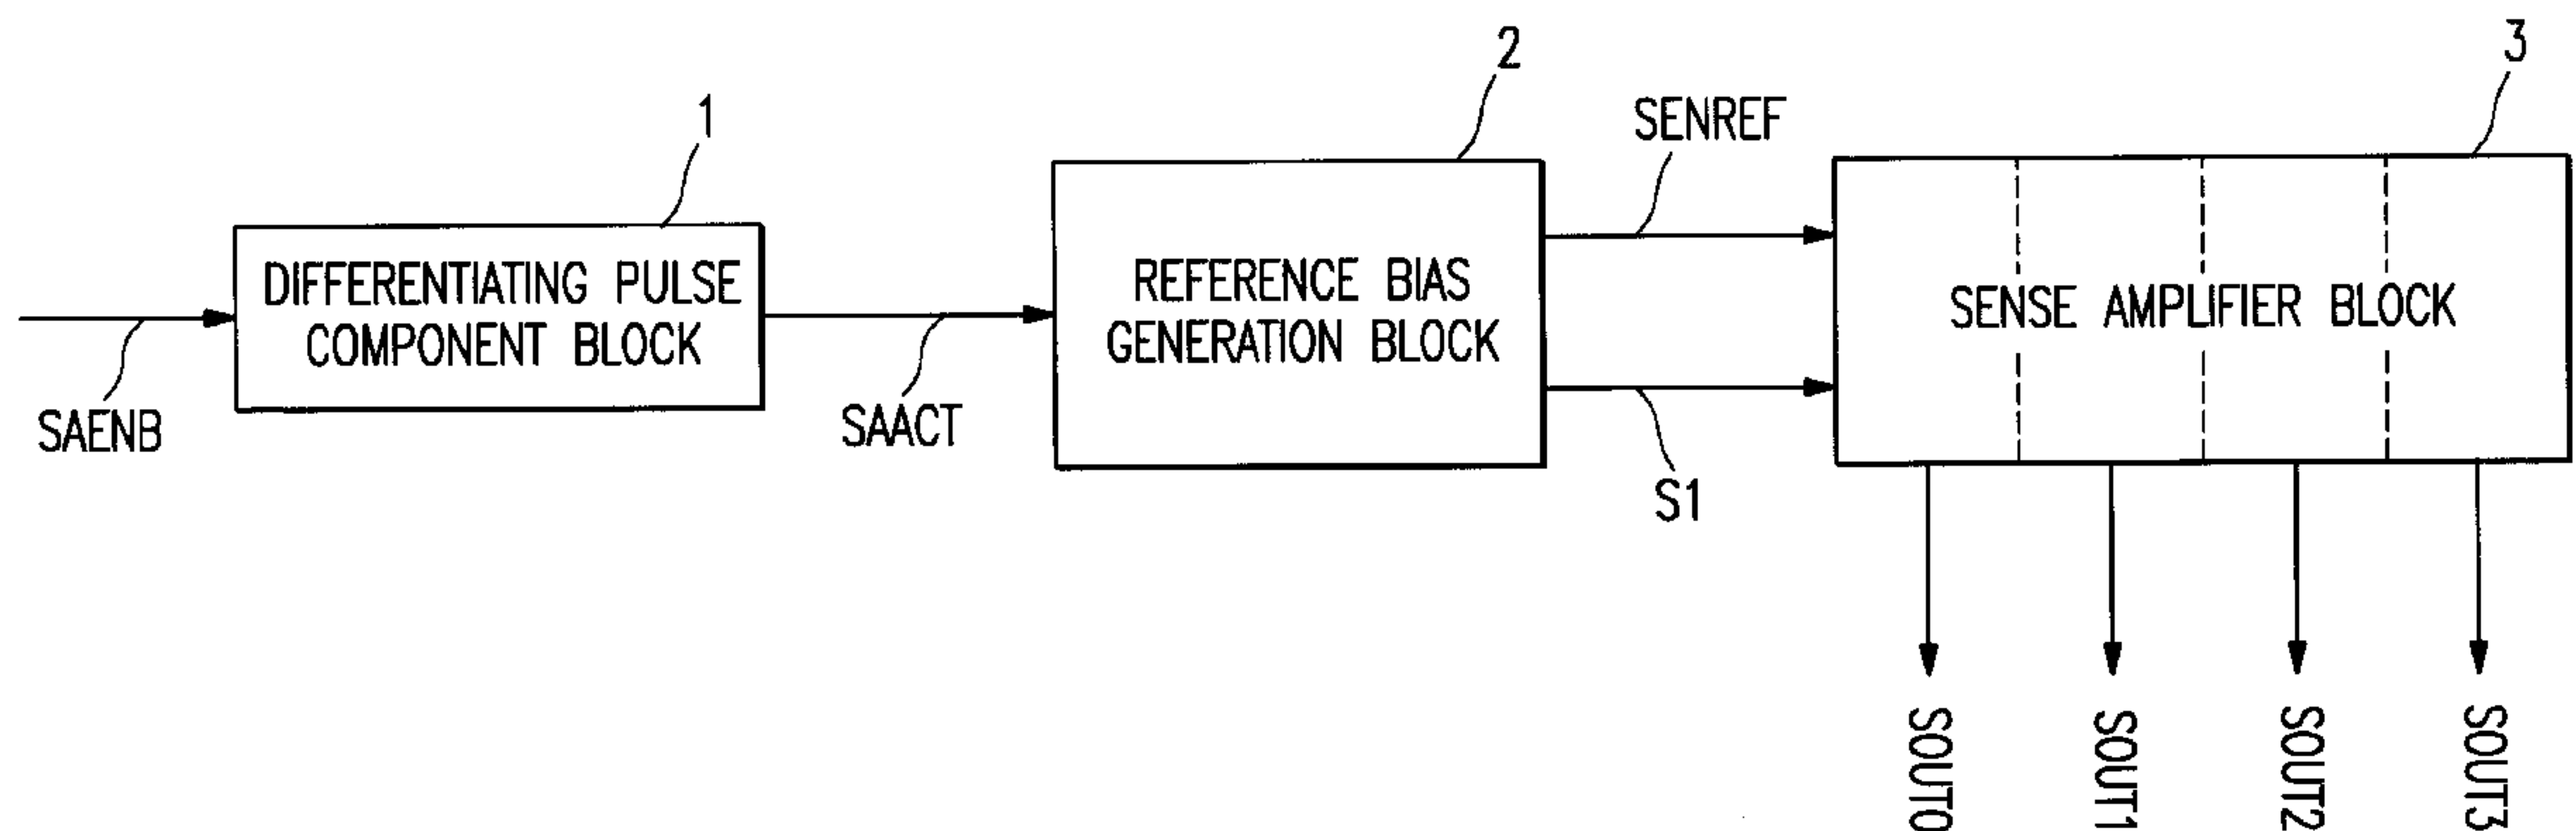 1
2
3
SENREF
DIFFERENTIATING PULSE
COMPONENT BLOCK
REFERENCE BIAS
GENERATION BLOCK
SENSE AMPLIFIER BLOCK
SAENB
SAACT
S1
SOUT0
SOUT1
SOUT2
SOUT3